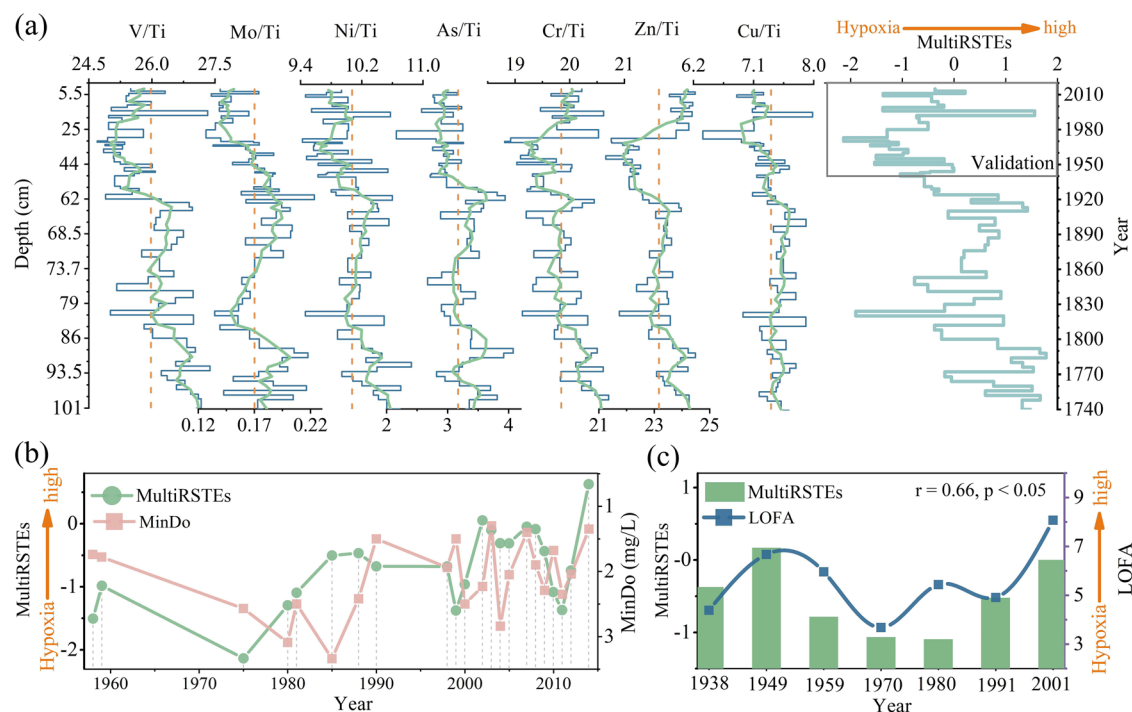 (a)
V/Ti Mo/Ti Ni/Ti As/Ti Cr/Ti Zn/Ti Cu/Ti
Hypoxia high
MultiRSTEs
24.5 26.0 27.5 9.4 10.2 11.0 19 20 21 6.2 7.1 8.0
-2 -1 0 1 2
Depth (cm)
5.5
25
44
62
68.5
73.7
79
86
93.5
101
0.12 0.17 0.22 2 3 4 21 23 25
Validation
2010
1980
1950
1920
1890
1860
1830
1800
1770
1740
Year
(b)
Hypoxia high
MultiRSTEs
0
-1
-2
MultiRSTEs
MinDo
1
2
3
MinDo (mg/L)
1960 1970 1980 1990 2000 2010
Year
(c)
MultiRSTEs
1
-0
-1
MultiRSTEs
LOFA
r = 0.66, p < 0.05
9
7
5
3
Hypoxia high
LOFA
1938 1949 1959 1970 1980 1991 2001
Year